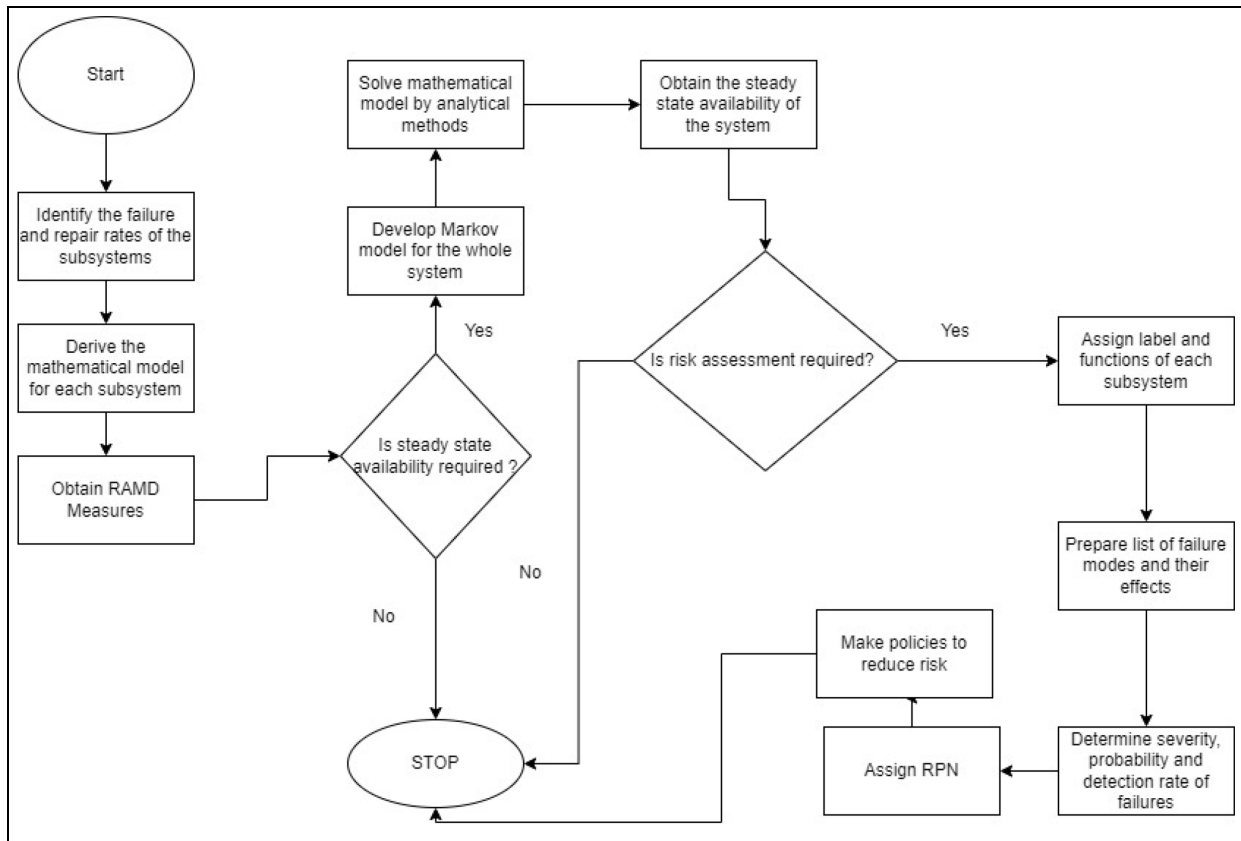 Start
Identify the failure
and repair rates of the
subsystems
Derive the
mathematical model
for each subsystem
Obtain RAMD
Measures
Is steady state
availability required ?
Yes
No
Develop Markov
model for the whole
system
Solve mathematical
model by analytical
methods
Obtain the steady
state availability of
the system
Is risk assessment required?
Yes
No
Assign label and
functions of each
subsystem
Prepare list of failure
modes and their
effects
Determine severity,
probability and
detection rate of
failures
Assign RPN
Make policies to
reduce risk
STOP